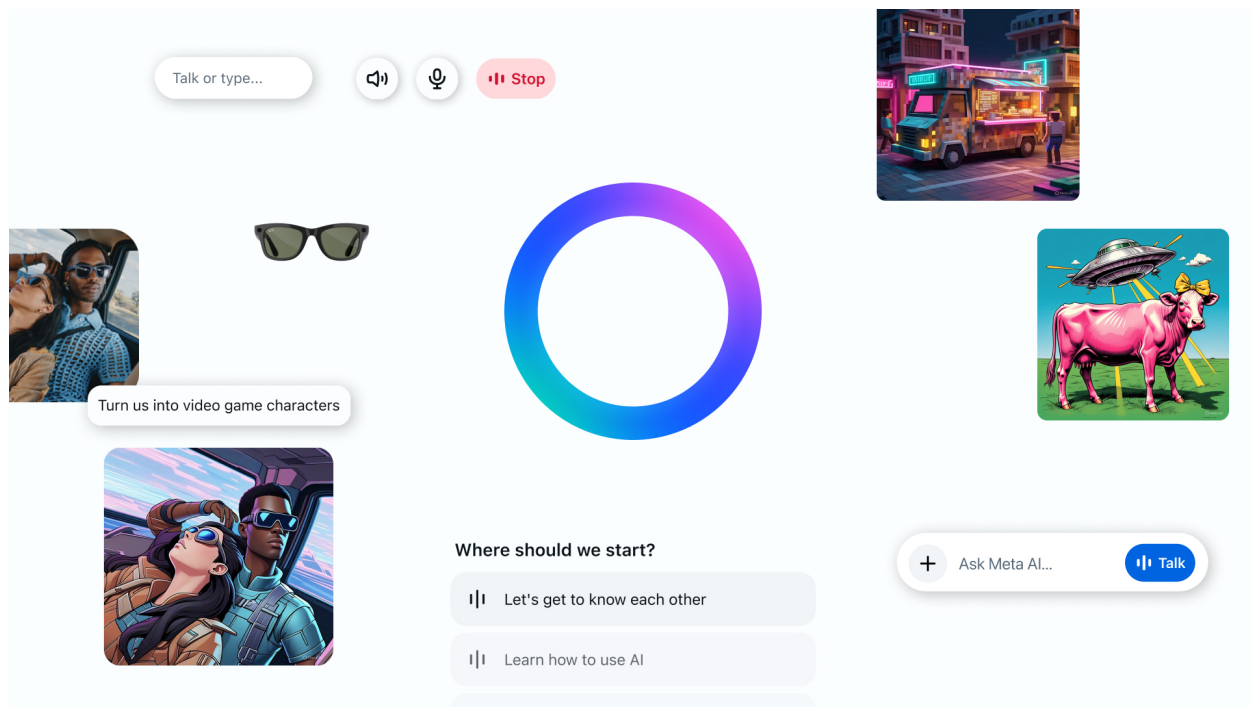 Talk or type...
Stop
Turn us into video game characters
Where should we start?
Let's get to know each other
Learn how to use AI
Ask Meta AI...
Talk